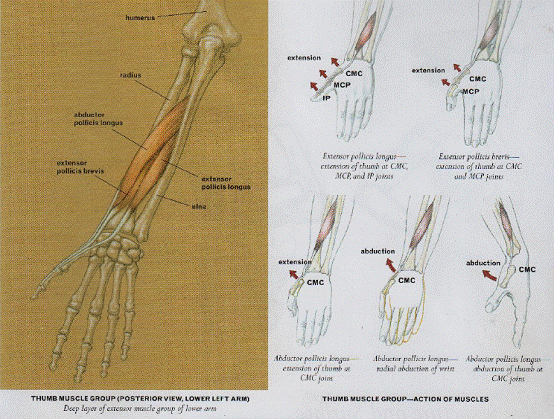 humerus
radius
abductor
pollicis longus
extensor
pollicis brevis
extensor
pollicis longus
ulna
THUMB MUSCLE GROUP (POSTERIOR VIEW, LOWER LEFT ARM)
Deep layer of extensor muscle group of lower arm
extension
CMC
MCP
IP
Extensor pollicis longus—
extension of thumb at CMC,
MCP, and IP joints
extension
CMC
MCP
Extensor pollicis brevis—
extension of thumb at CMC
and MCP joints
extension
CMC
Abductor pollicis longus—
extension of thumb at
CMC joint
abduction
CMC
Abductor pollicis longus—
radial abduction of wrist
abduction
CMC
Abductor pollicis longus—
abduction of thumb at
CMC joint
THUMB MUSCLE GROUP—ACTION OF MUSCLES